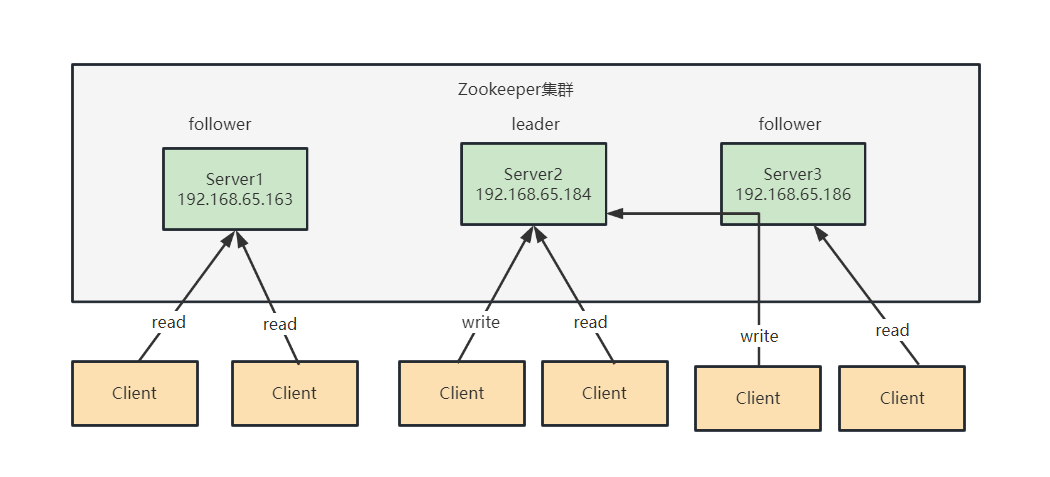 Zookeeper集群
follower
leader
follower
Server1
192.168.65.163
Server2
192.168.65.184
Server3
192.168.65.186
read
read
write
read
write
read
Client
Client
Client
Client
Client
Client